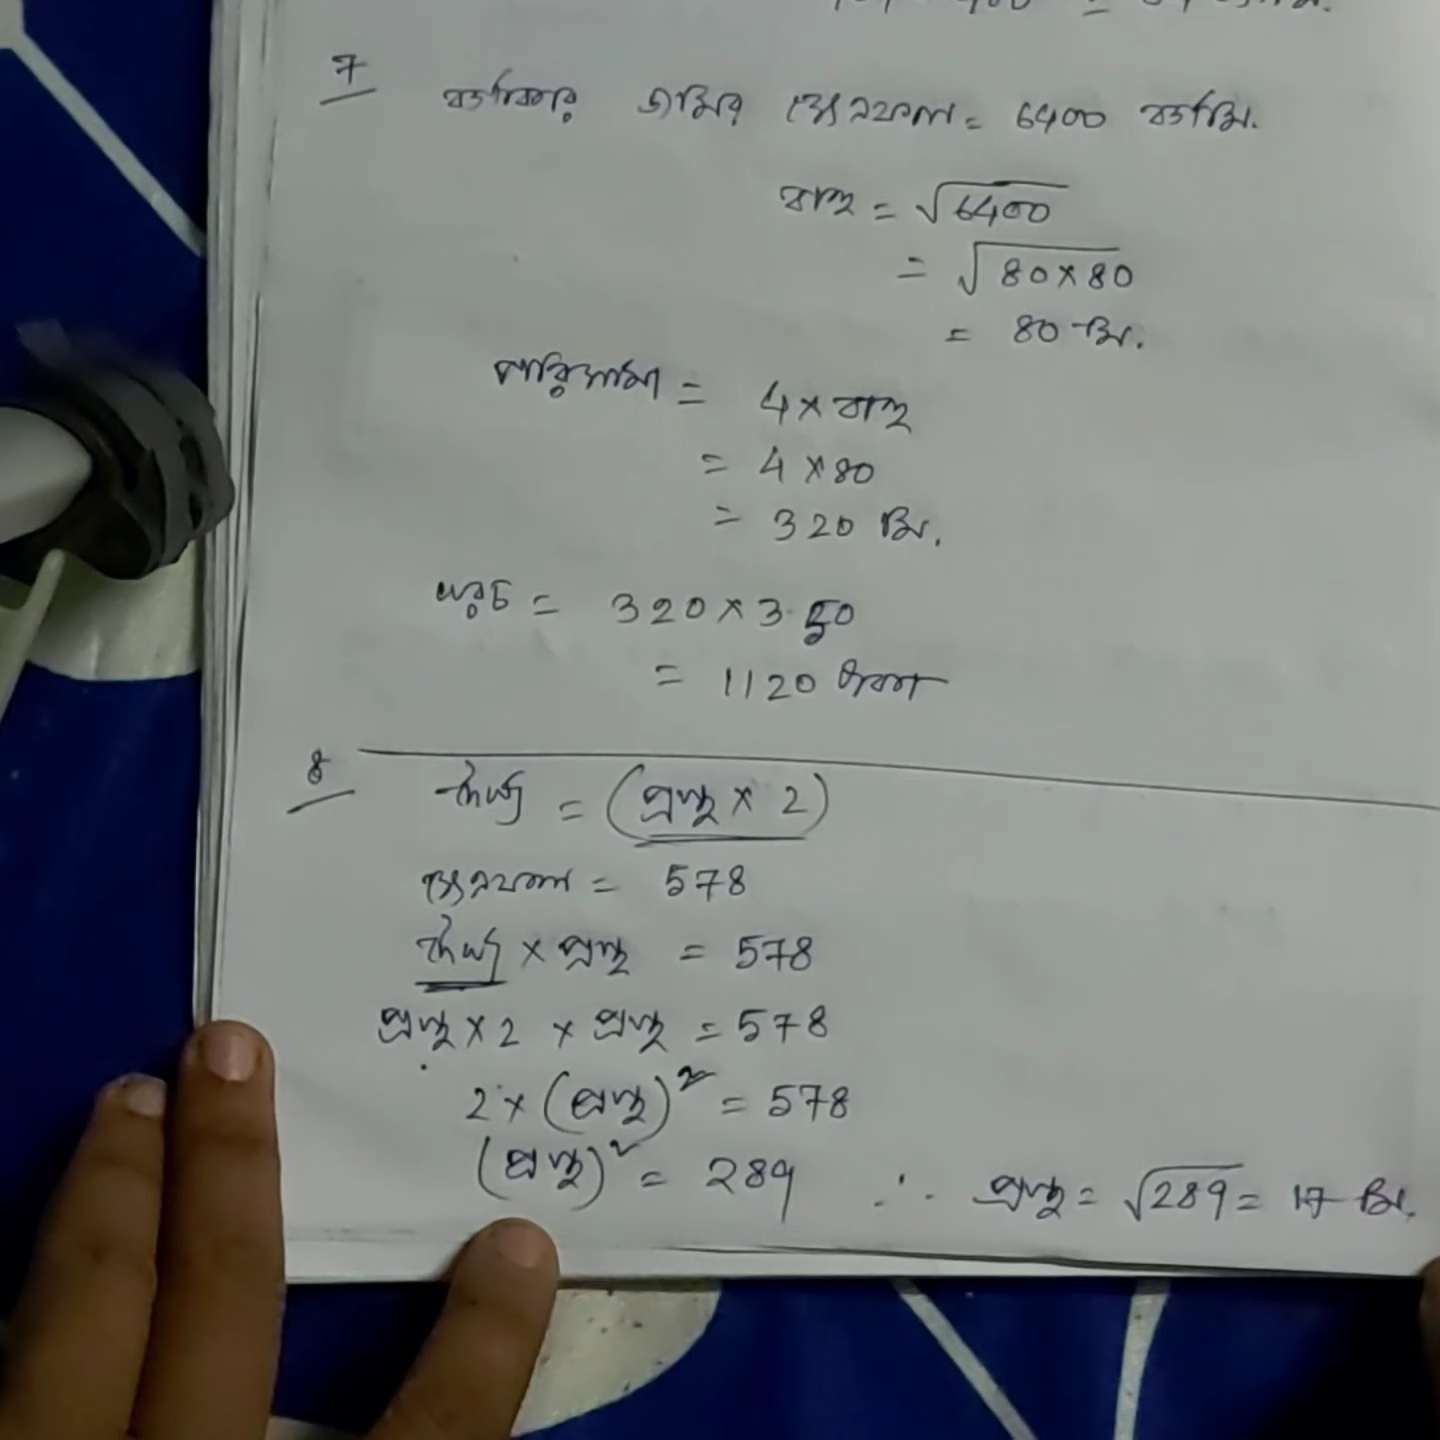 7
বর্গাকার জমির ক্ষেত্রফল = 6400 বর্গমি.
বাহু = √6400
= √80×80
= 80 মি.
পরিসীমা = 4×বাহু
= 4×80
= 320 মি.
খরচ = 320×3.50
= 1120 টাকা
8
দৈর্ঘ্য = (প্রস্থ × 2)
ক্ষেত্রফল = 578
দৈর্ঘ্য × প্রস্থ = 578
প্রস্থ × 2 × প্রস্থ = 578
2 × (প্রস্থ)² = 578
(প্রস্থ)² = 289 ∴ প্রস্থ = √289 = 17 মি.